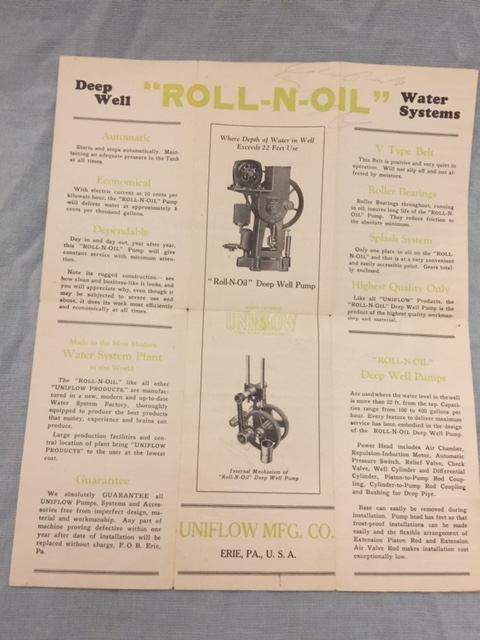 Deep
Well
"ROLL-N-OIL"
Water
Systems
Automatic
Starts and stops automatically. Main-
taining an adequate pressure in the Tank
at all times.
Economical
With electric current at 10 cents per
kilowatt hour, the "ROLL-N-OIL" Pump
will deliver water at approximately 8
cents per thousand gallons.
Dependably
Day in and day out, year after year,
this "ROLL-N-OIL" Pump will give
constant service with minimum atten-
tion.
Note its rugged construction— see
how clean and business-like it looks, and
you will appreciate why, even though it
may be subjected to severe use and
abuse, it does its work most efficiently
and economically at all times.
Made in the Most Modern
Water System Plant
in the World
The "ROLL-N-OIL," like all other
"UNIFLOW PRODUCTS," are manufac-
tured in a new, modern and up-to-date
Water System Factory, thoroughly
equipped to produce the best products
that money, experience and brains can
produce.
Large production facilities and cen-
tral location of plant bring "UNIFLOW
PRODUCTS" to the user at the lowest
cost.
Guarantee
We absolutely GUARANTEE all
UNIFLOW Pumps, Systems and Acces-
sories free from imperfect design, ma-
terial and workmanship. Any part of
machine proving defective within one
year after date of installation will be
replaced without charge, F. O. B. Erie,
Pa.
Where Depth of Water in Well
Exceeds 22 Feet Use
"Roll-N-Oil" Deep Well Pump
UNIFLOW
Internal Mechanism of
"Roll-N-Oil" Deep Well Pump
UNIFLOW MFG. CO.
ERIE, PA., U. S. A.
V Type Belt
This Belt is positive and very quiet in
operation. Will not slip off and not af-
fected by moisture.
Roller Bearings
Roller Bearings throughout, running
in oil, insures long life of the "ROLL-N-
OIL" Pump. They reduce friction to
the absolute minimum.
Splash System
Only one place to oil on the "ROLL-
N-OIL" and that is at a very convenient
and easily accessible point. Gears total-
ly enclosed.
Highest Quality Only
Like all "UNIFLOW" Products, the
"ROLL-N-OIL" Deep Well Pump is the
product of the highest quality workman-
ship and material.
"ROLL-N-OIL"
Deep Well Pumps
Are used where the water level in the well
is more than 22 ft. from the top. Capaci-
ties range from 100 to 400 gallons per
hour. Every feature to deliver maximum
service has been embodied in the design
of the ROLL-N-OIL Deep Well Pump.
Power Head includes Air Chamber,
Repulsion-Induction Motor, Automatic
Pressure Switch, Relief Valve, Check
Valve, Well Cylinder and Differential
Cylinder, Piston-to-Pump Rod Coup-
ling, Cylinder-to-Pump Rod Coupling
and Bushing for Drop Pipe.
Base can easily be removed during
installation. Pump head has feet so that
frost-proof installations can be made
easily and the flexible arrangement of
Extension Piston Rod and Extension
Air Valve Rod makes installation cost
exceptionally low.